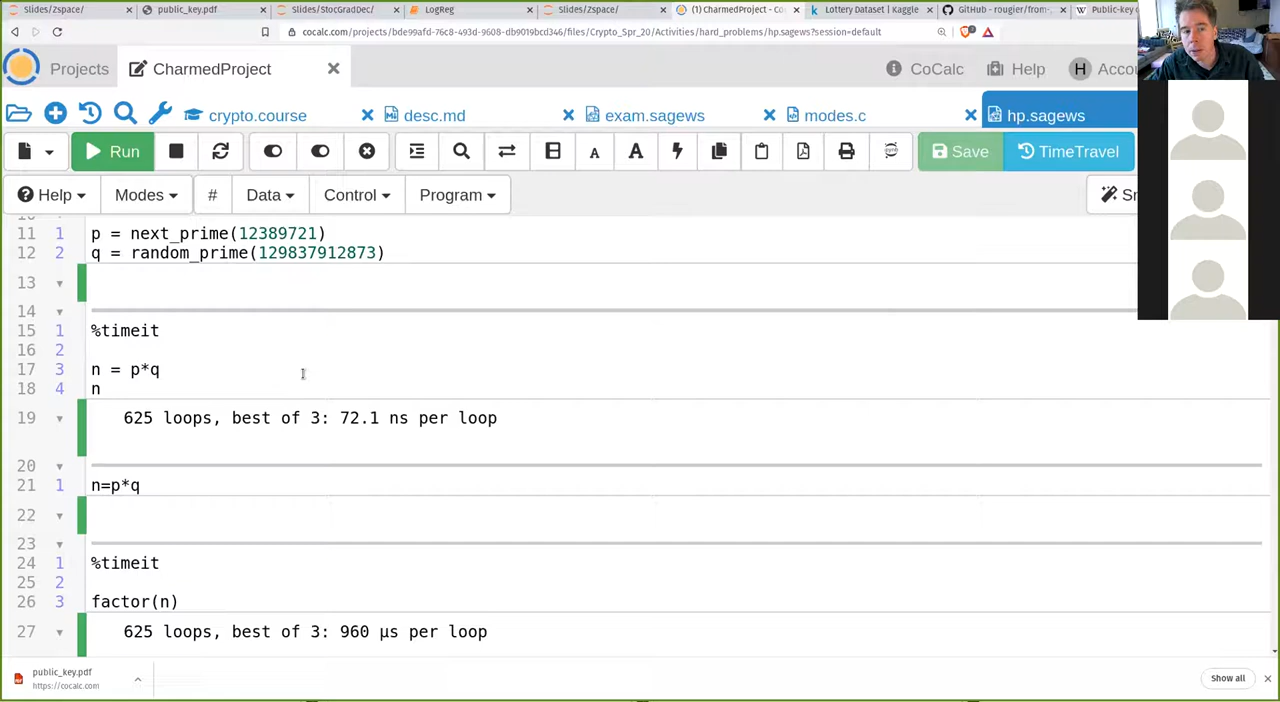 Slides/Zspace/ × public_key.pdf × Slides/StocGradDec/ × LogReg × Slides/Zspace/ × (1) CharmedProject - Co × Lottery Dataset | Kaggle × GitHub - rougier/from- × Public-key
cocalc.com/projects/bde99afd-76c8-493d-9608-db9019bcd346/files/Crypto_Spr_20/Activities/hard_problems/hp.sagews?session=default
Projects CharmedProject × CoCalc Help H Accou
crypto.course × desc.md × exam.sagews × modes.c × hp.sagews
Run A A Save TimeTravel
Help Modes # Data Control Program Sn
11 1 p = next_prime(12389721)
12 2 q = random_prime(129837912873)
13
14
15 1 %timeit
16 2
17 3 n = p*q
18 4 n
19 625 loops, best of 3: 72.1 ns per loop
20
21 1 n=p*q
22
23
24 1 %timeit
25 2
26 3 factor(n)
27 625 loops, best of 3: 960 µs per loop
public_key.pdf
https://cocalc.com
Show all ×